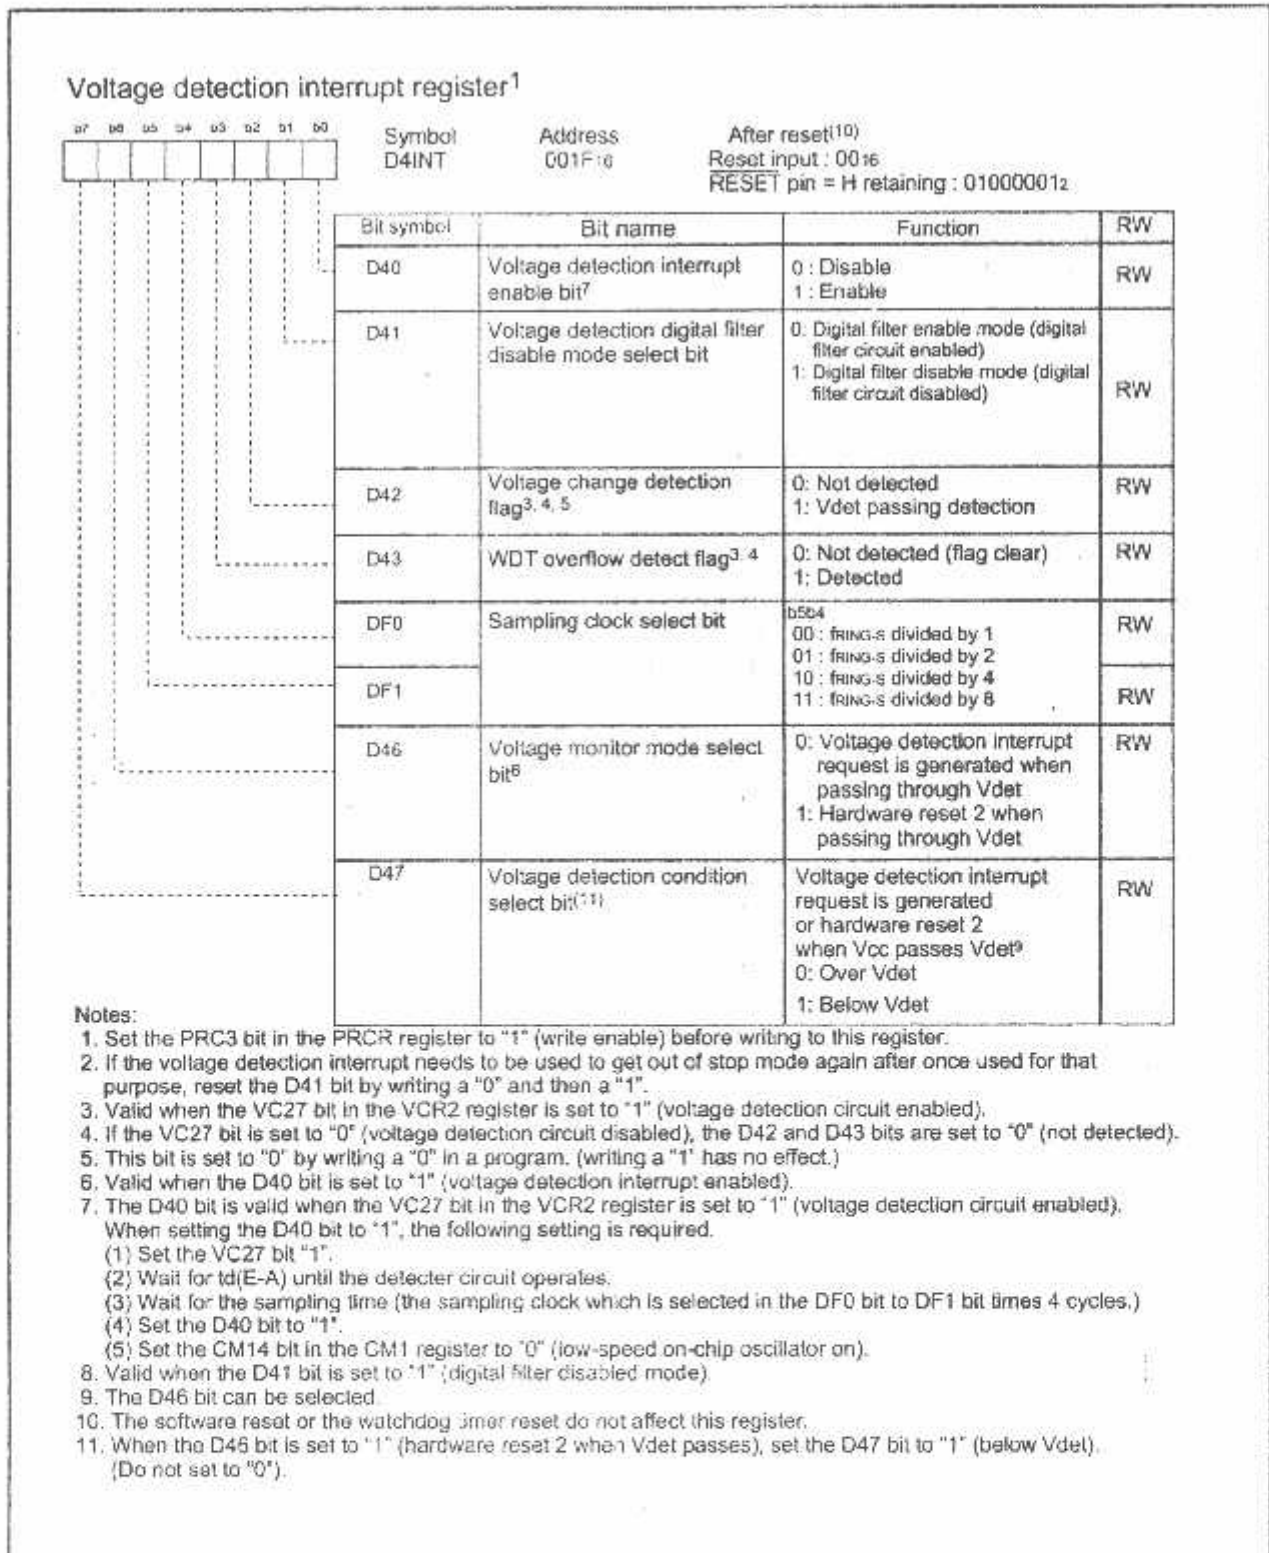 Voltage detection interrupt register1
b7 b6 b5 b4 b3 b2 b1 b0
Symbol Address After reset(10)
D4INT 001F16 Reset input : 0016
RESET pin = H retaining : 010000012
Bit symbol Bit name Function RW
D40 Voltage detection interrupt 0 : Disable RW
enable bit7 1 : Enable
D41 Voltage detection digital filter 0: Digital filter enable mode (digital
disable mode select bit filter circuit enabled)
1: Digital filter disable mode (digital RW
filter circuit disabled)
D42 Voltage change detection 0: Not detected RW
flag3, 4, 5 1: Vdet passing detection
D43 WDT overflow detect flag3, 4 0: Not detected (flag clear) RW
1: Detected
DF0 Sampling clock select bit b5b4 RW
00 : fRING-S divided by 1
01 : fRING-S divided by 2
10 : fRING-S divided by 4
DF1 11 : fRING-S divided by 8 RW
D46 Voltage monitor mode select 0: Voltage detection interrupt RW
bit6 request is generated when
passing through Vdet
1: Hardware reset 2 when
passing through Vdet
D47 Voltage detection condition Voltage detection interrupt RW
select bit(11) request is generated
or hardware reset 2
when Vcc passes Vdet9
0: Over Vdet
1: Below Vdet
Notes:
1. Set the PRC3 bit in the PRCR register to "1" (write enable) before writing to this register.
2. If the voltage detection interrupt needs to be used to get out of stop mode again after once used for that
purpose, reset the D41 bit by writing a "0" and then a "1".
3. Valid when the VC27 bit in the VCR2 register is set to "1" (voltage detection circuit enabled).
4. If the VC27 bit is set to "0" (voltage detection circuit disabled), the D42 and D43 bits are set to "0" (not detected).
5. This bit is set to "0" by writing a "0" in a program. (writing a "1" has no effect.)
6. Valid when the D40 bit is set to "1" (voltage detection interrupt enabled).
7. The D40 bit is valid when the VC27 bit in the VCR2 register is set to "1" (voltage detection circuit enabled).
When setting the D40 bit to "1", the following setting is required.
(1) Set the VC27 bit "1".
(2) Wait for td(E-A) until the detecter circuit operates.
(3) Wait for the sampling time (the sampling clock which is selected in the DF0 bit to DF1 bit times 4 cycles.)
(4) Set the D40 bit to "1".
(5) Set the CM14 bit in the CM1 register to "0" (low-speed on-chip oscillator on).
8. Valid when the D41 bit is set to "1" (digital filter disabled mode).
9. The D46 bit can be selected.
10. The software reset or the watchdog timer reset do not affect this register.
11. When the D46 bit is set to "1" (hardware reset 2 when Vdet passes), set the D47 bit to "1" (below Vdet).
(Do not set to "0").